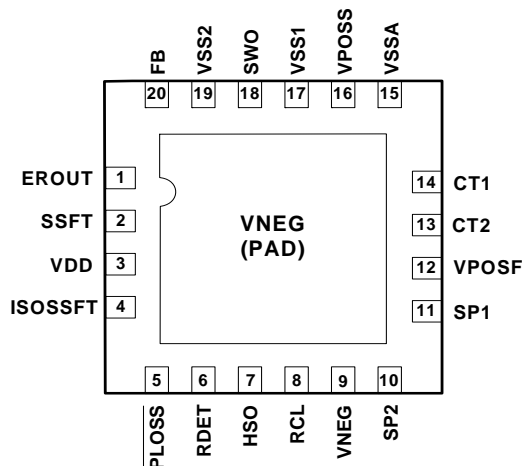 FB VSS2 SWO VSS1 VPOSS VSSA
20 19 18 17 16 15
EROUT 1
SSFT 2
VDD 3
ISOSSFT 4
VNEG
(PAD)
14 CT1
13 CT2
12 VPOSF
11 SP1
5 6 7 8 9 10
PLOSS RDET HSO RCL VNEG SP2